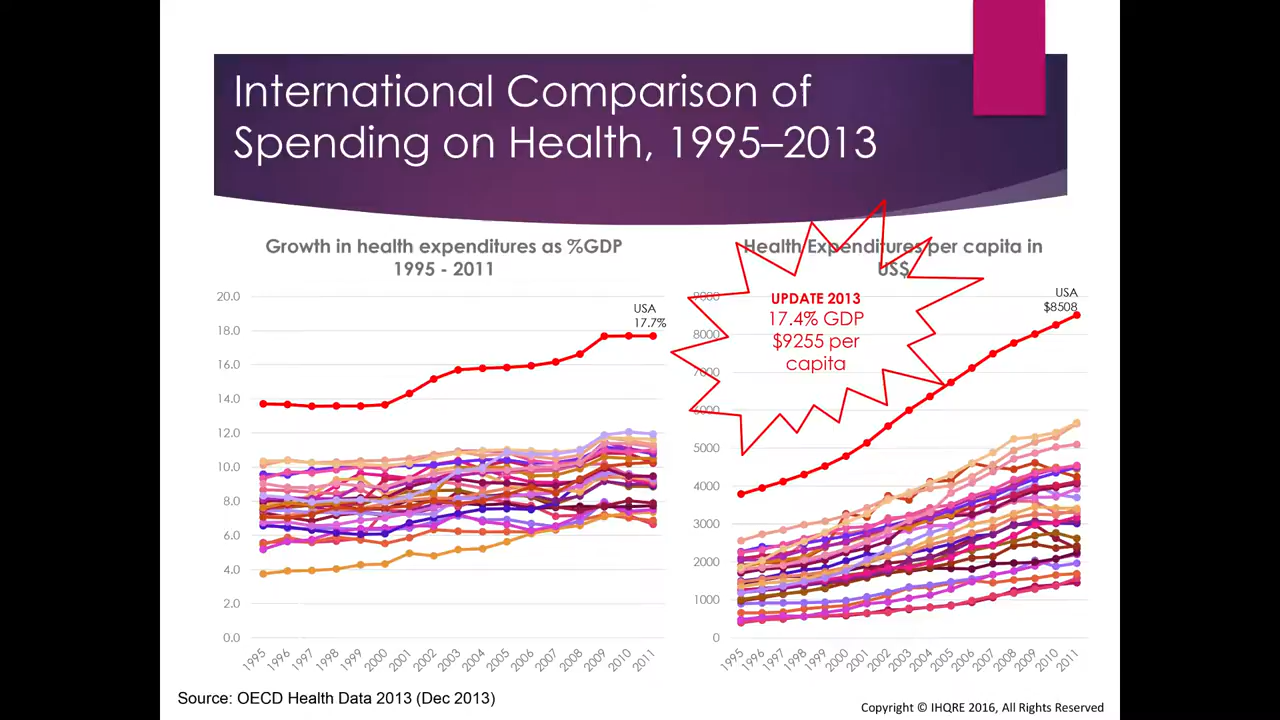 International Comparison of
Spending on Health, 1995–2013
Growth in health expenditures as %GDP
1995 - 2011
20.0
18.0
16.0
14.0
12.0
10.0
8.0
6.0
4.0
2.0
0.0
USA
17.7%
1995 1996 1997 1998 1999 2000 2001 2002 2003 2004 2005 2006 2007 2008 2009 2010 2011
Health Expenditures per capita in
US$
9000
8000
7000
6000
5000
4000
3000
2000
1000
0
USA
$8508
UPDATE 2013
17.4% GDP
$9255 per
capita
1995 1996 1997 1998 1999 2000 2001 2002 2003 2004 2005 2006 2007 2008 2009 2010 2011
Source: OECD Health Data 2013 (Dec 2013)
Copyright © IHQRE 2016, All Rights Reserved